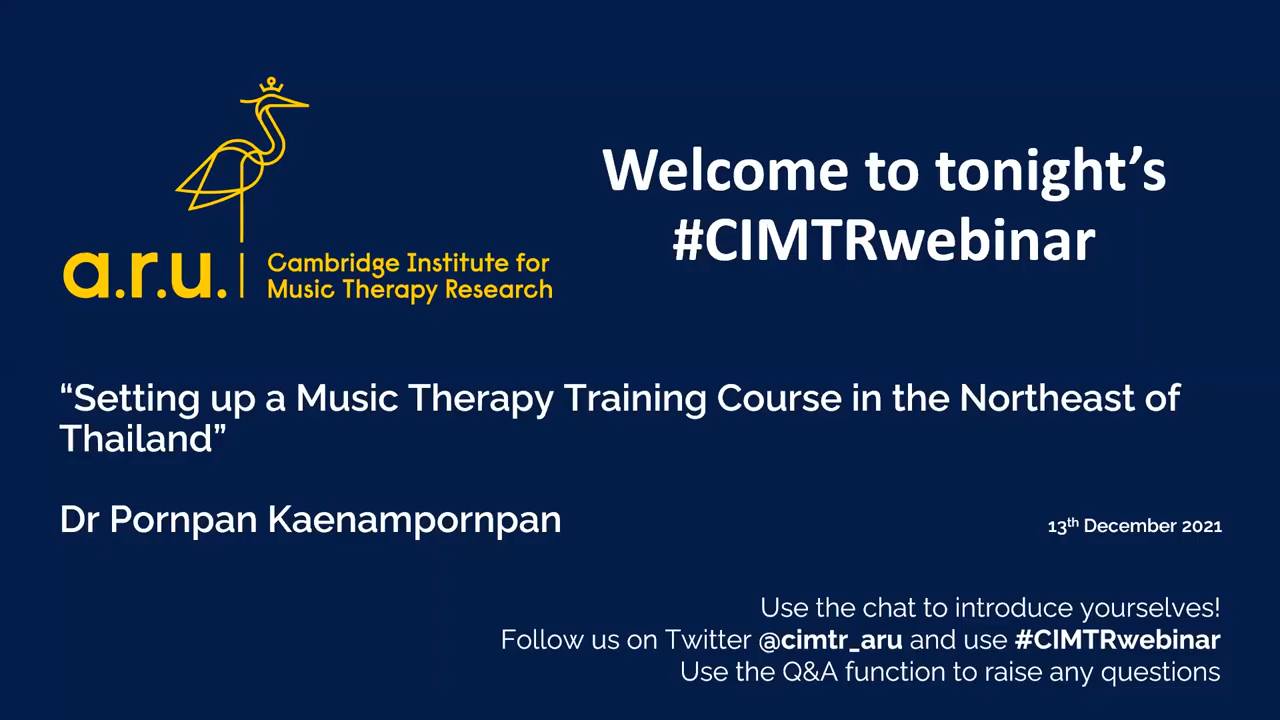 Welcome to tonight’s
#CIMTRwebinar
a.r.u.
Cambridge Institute for
Music Therapy Research
“Setting up a Music Therapy Training Course in the Northeast of
Thailand”
Dr Pornpan Kaenampornpan
13th December 2021
Use the chat to introduce yourselves!
Follow us on Twitter @cimtr_aru and use #CIMTRwebinar
Use the Q&A function to raise any questions